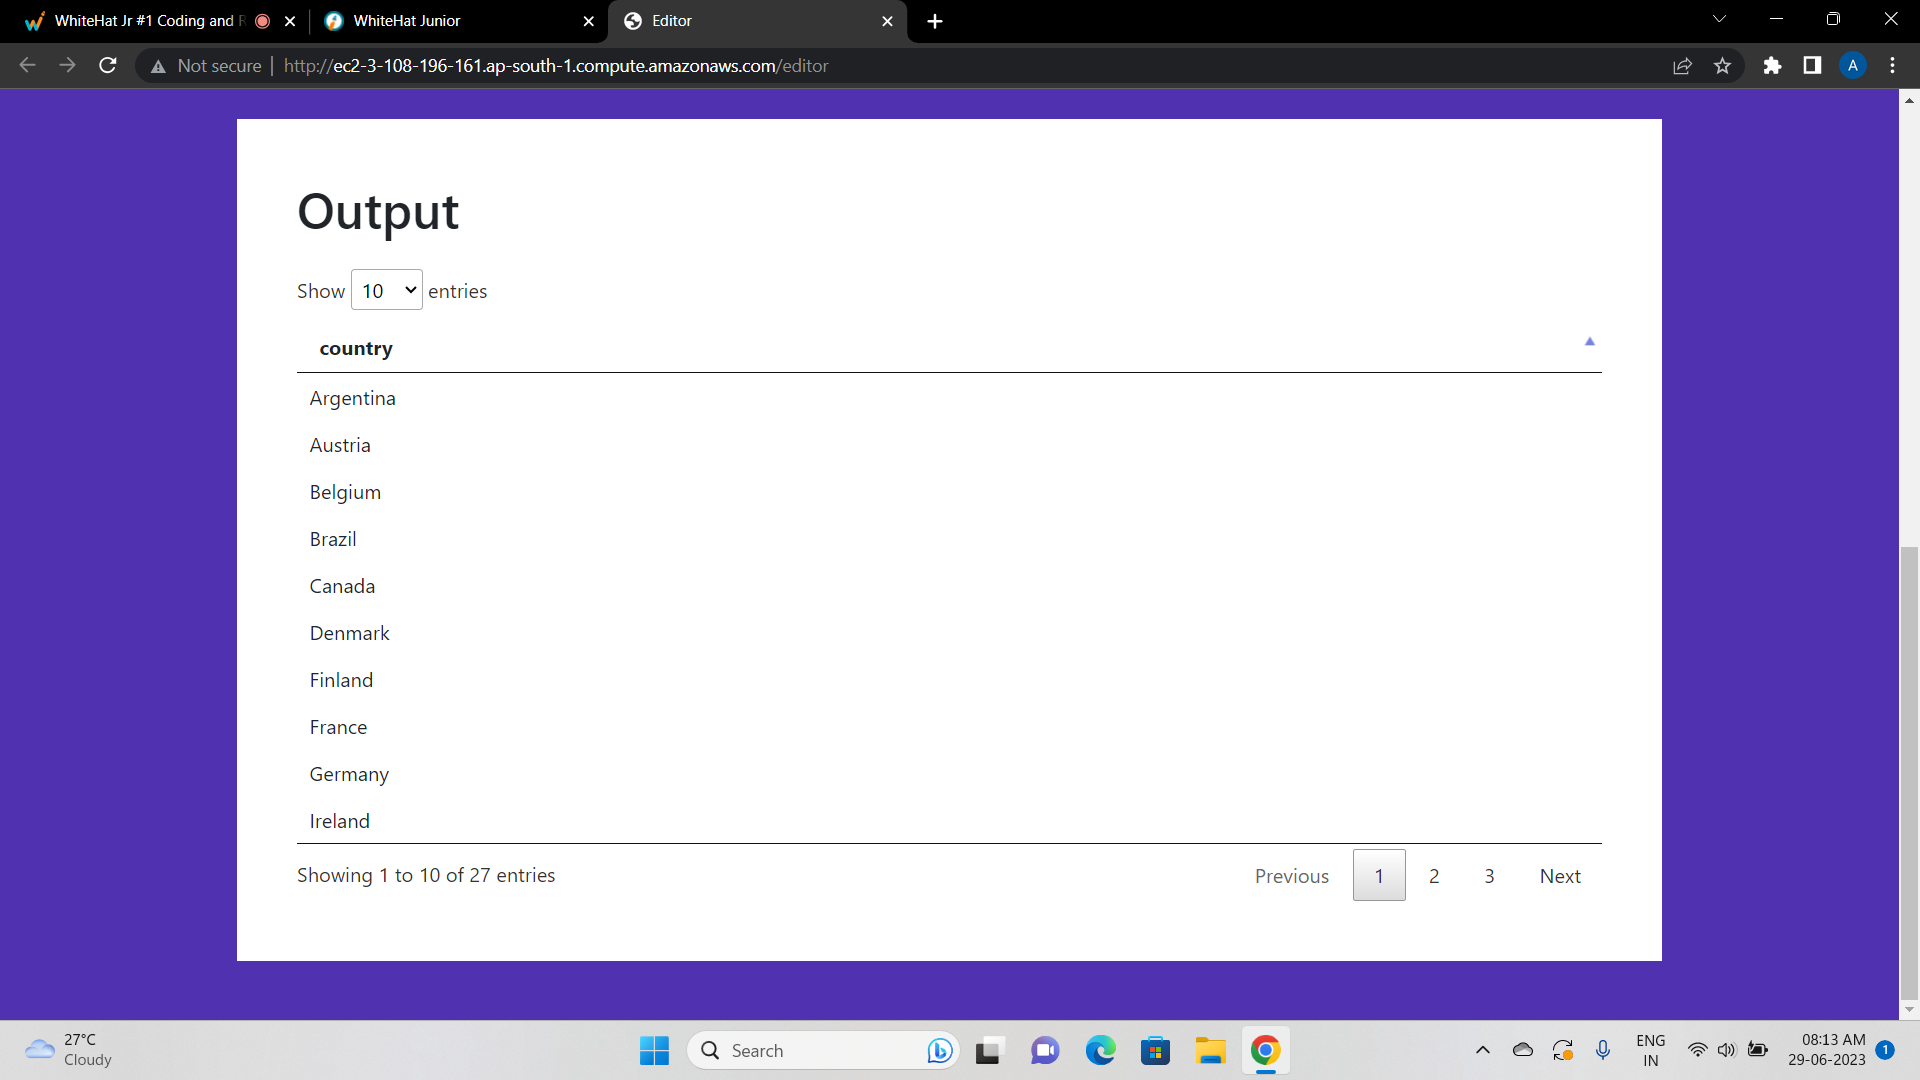 WhiteHat Jr #1 Coding and R
WhiteHat Junior
Editor
Not secure
http://ec2-3-108-196-161.ap-south-1.compute.amazonaws.com/editor
A
Output
Show 10 entries
country
Argentina
Austria
Belgium
Brazil
Canada
Denmark
Finland
France
Germany
Ireland
Showing 1 to 10 of 27 entries
Previous 1 2 3 Next
27°C
Cloudy
Search
ENG
IN
08:13 AM
29-06-2023
1